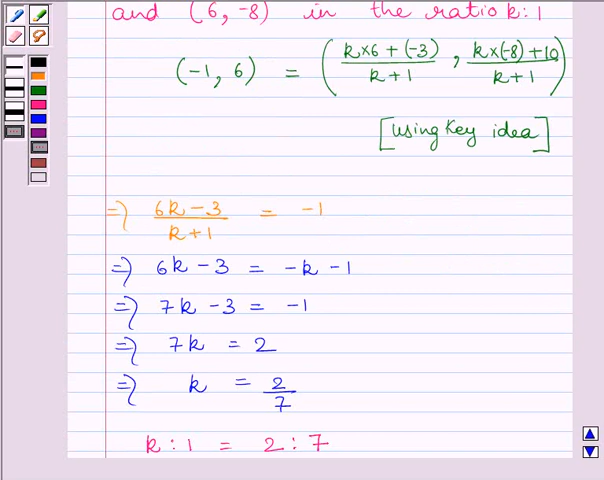 and (6, -8) in the ratio k:1
(-1, 6) = ( k×6 + (-3) / k+1 , k×(-8) + 10 / k+1 )
[using Key idea]
⇒ 6k - 3 / k+1 = -1
⇒ 6k - 3 = -k - 1
⇒ 7k - 3 = -1
⇒ 7k = 2
⇒ k = 2/7
k : 1 = 2 : 7